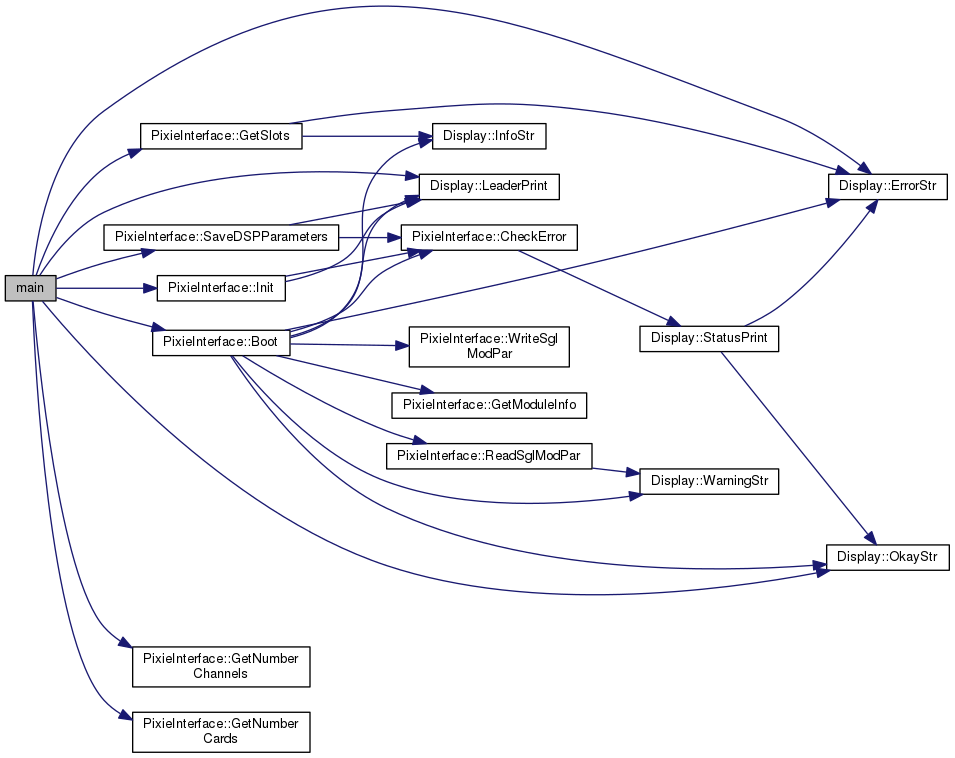 PixieInterface::GetSlots
Display::InfoStr
Display::LeaderPrint
Display::ErrorStr
PixieInterface::SaveDSPParameters
PixieInterface::CheckError
main
PixieInterface::Init
PixieInterface::Boot
PixieInterface::WriteSgl
ModPar
Display::StatusPrint
PixieInterface::GetModuleInfo
PixieInterface::ReadSglModPar
Display::WarningStr
Display::OkayStr
PixieInterface::GetNumber
Channels
PixieInterface::GetNumber
Cards